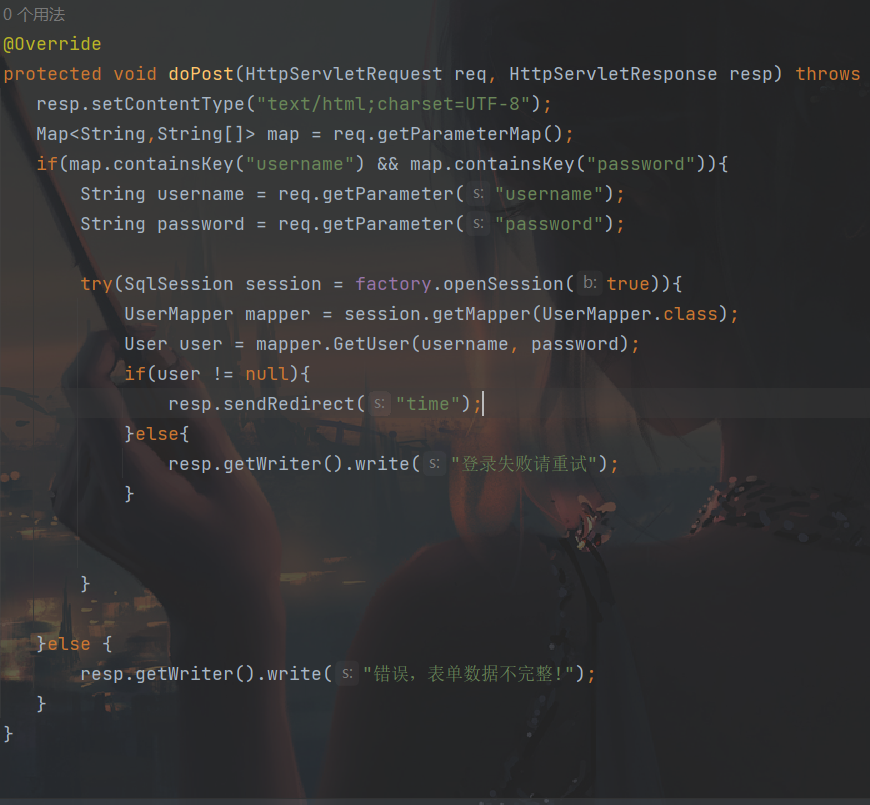 0 个用法
@Override
protected void doPost(HttpServletRequest req, HttpServletResponse resp) throws
resp.setContentType("text/html;charset=UTF-8");
Map<String,String[]> map = req.getParameterMap();
if(map.containsKey("username") && map.containsKey("password")){
String username = req.getParameter( s: "username");
String password = req.getParameter( s: "password");
try(SqlSession session = factory.openSession( b: true)){
UserMapper mapper = session.getMapper(UserMapper.class);
User user = mapper.GetUser(username, password);
if(user != null){
resp.sendRedirect( s: "time");
}else{
resp.getWriter().write( s: "登录失败请重试");
}
}
}else {
resp.getWriter().write( s: "错误，表单数据不完整!");
}
}